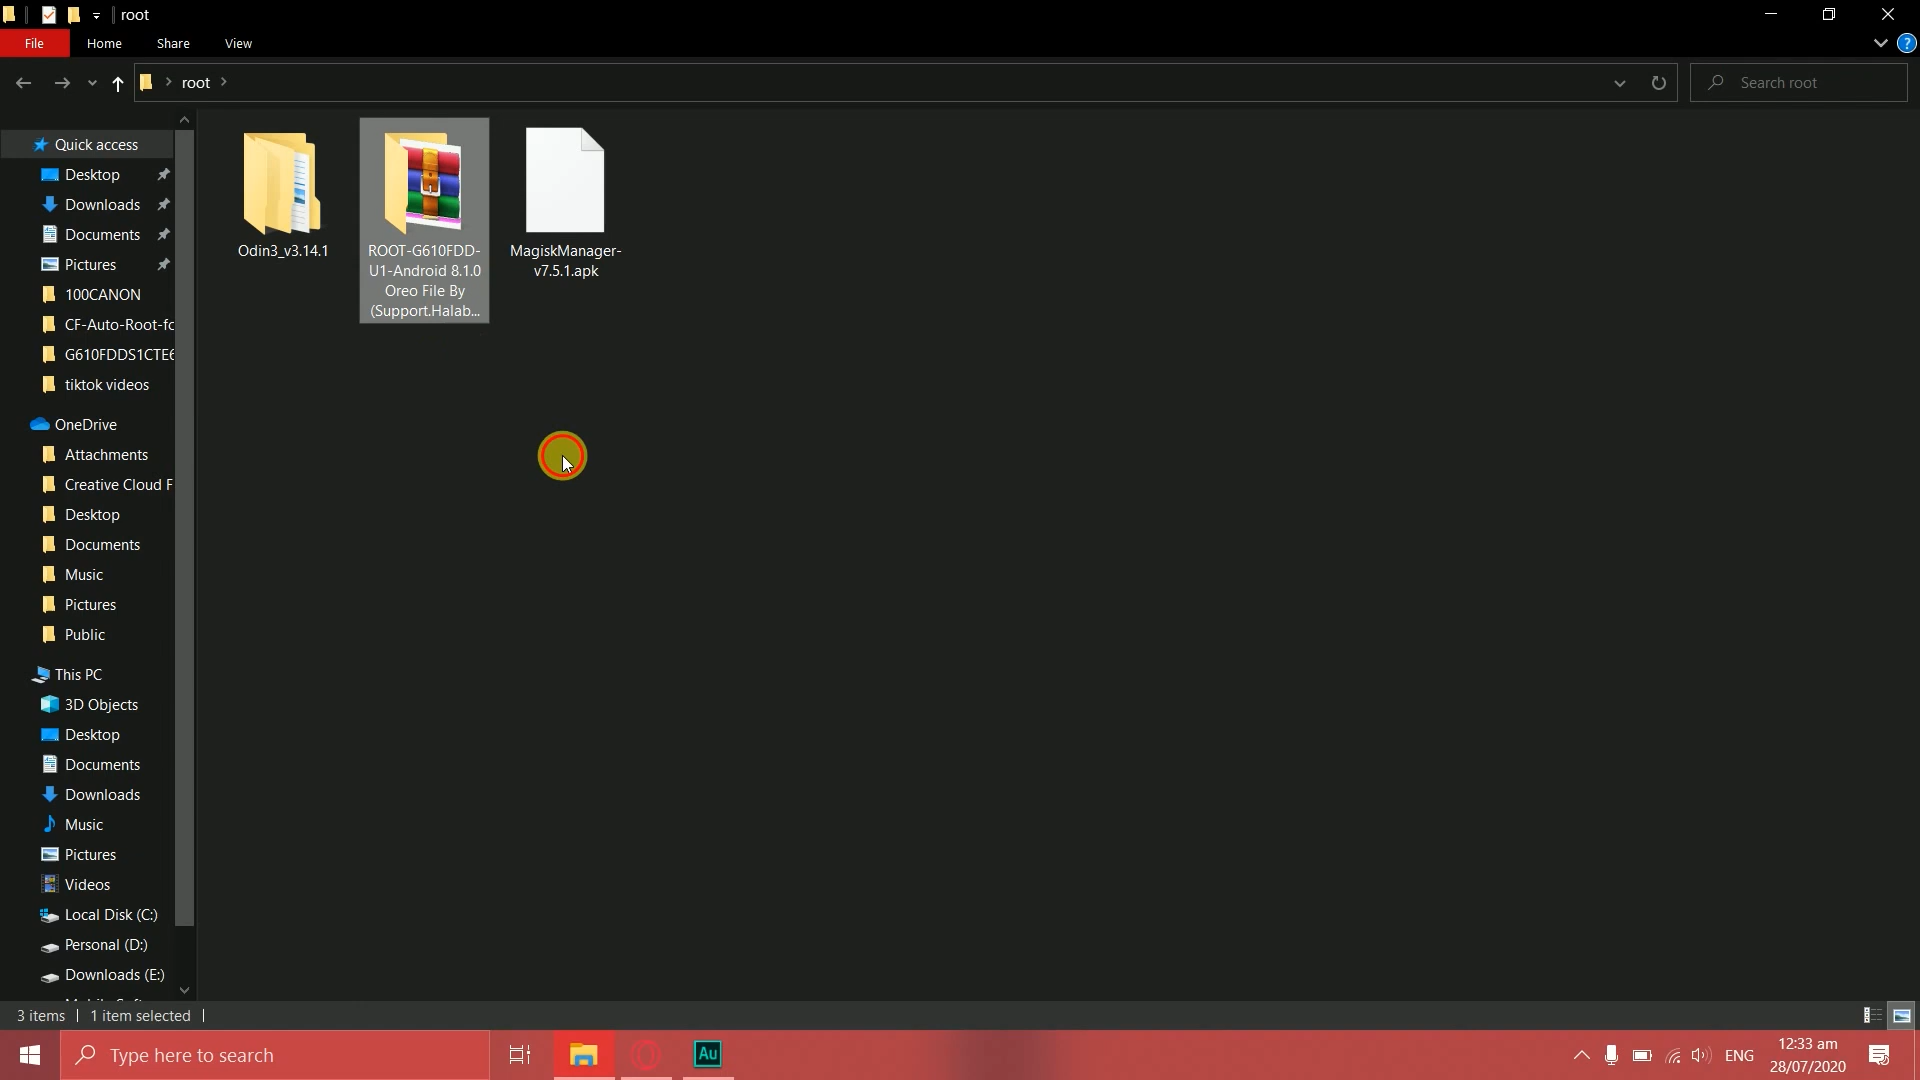 root
File
Home
Share
View
root
Search root
Quick access
Desktop
Downloads
Documents
Pictures
100CANON
CF-Auto-Root-fc
G610FDDS1CTE6
tiktok videos
OneDrive
Attachments
Creative Cloud F
Desktop
Documents
Music
Pictures
Public
This PC
3D Objects
Desktop
Documents
Downloads
Music
Pictures
Videos
Local Disk (C:)
Personal (D:)
Downloads (E:)
Odin3_v3.14.1
ROOT-G610FDD-
U1-Android 8.1.0
Oreo File By
(Support.Halab...
MagiskManager-
v7.5.1.apk
3 items
1 item selected
Type here to search
Au
ENG
12:33 am
28/07/2020